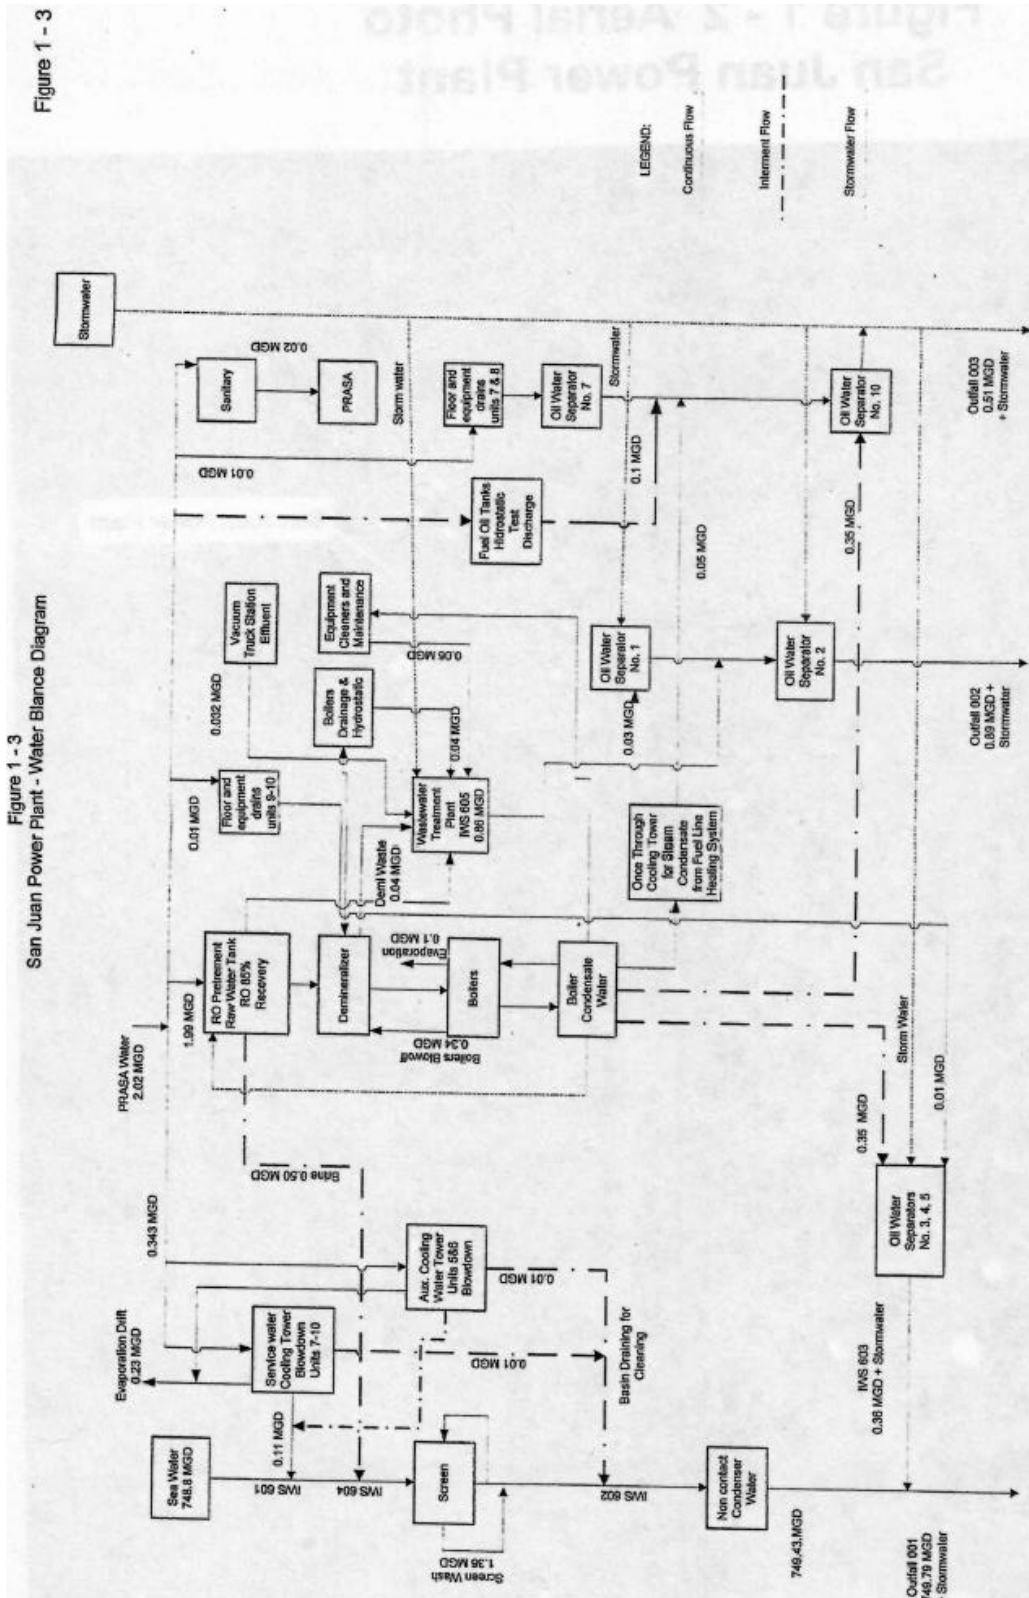 Figure 1 - 3
Figure 1 - 2 Aerial Photo
San Juan Power Plant
Figure 1 - 3
San Juan Power Plant - Water Blance Diagram
LEGEND:
Continuous Flow
Interment Flow
Stormwater Flow
Stormwater
0.02 MGD
Sanitary
PRASA
Storm water
0.01 MGD
Floor and
equipment
drains
units 7 & 8
Oil Water
Separator
No. 7
Stormwater
Oil Water
Separator
No. 10
Outfall 003
0.51 MGD
+ Stormwater
Fuel Oil Tanks
Hidrostatic
Test
Discharge
0.1 MGD
0.05 MGD
0.35 MGD
Vacuum
Truck Station
Effluent
0.032 MGD
Equipment
Cleaners and
Maintenance
0.06 MGD
Boilers
Drainage &
Hydrostatic
0.04 MGD
Oil Water
Separator
No. 1
0.03 MGD
Oil Water
Separator
No. 2
Outfall 002
0.89 MGD +
Stormwater
0.01 MGD
Floor and
equipment
drains
units 9-10
Wastewater
Treatment
Plant
IWS 605
0.86 MGD
Demi Waste
0.04 MGD
Once Through
Cooling Tower
for Steam
Condensate
from Fuel Line
Heating System
PRASA Water
2.02 MGD
1.99 MGD
RO Pretrement
Raw Water Tank
RO 85%
Recovery
Demineralizer
Evaporation
0.1 MGD
Boilers
Boilers Blowoff
0.34 MGD
Boiler
Condensate
Water
Storm Water
0.01 MGD
0.35 MGD
Brine 0.50 MGD
0.343 MGD
Aux. Cooling
Water Tower
Units 5&6
Blowdown
0.01 MGD
Oil Water
Separators
No. 3, 4, 5
Evaporation Drift
0.23 MGD
Service water
Cooling Tower
Blowdown
Units 7-10
0.01 MGD
Basin Draining for
Cleaning
IWS 603
0.36 MGD + Stormwater
Sea Water
748.8 MGD
0.11 MGD
IWS 601
IWS 604
Screen
Screen Wash
1.36 MGD
IWS 602
Non contact
Condenser
Water
749.43.MGD
Outfall 001
749.79 MGD
Stormwater